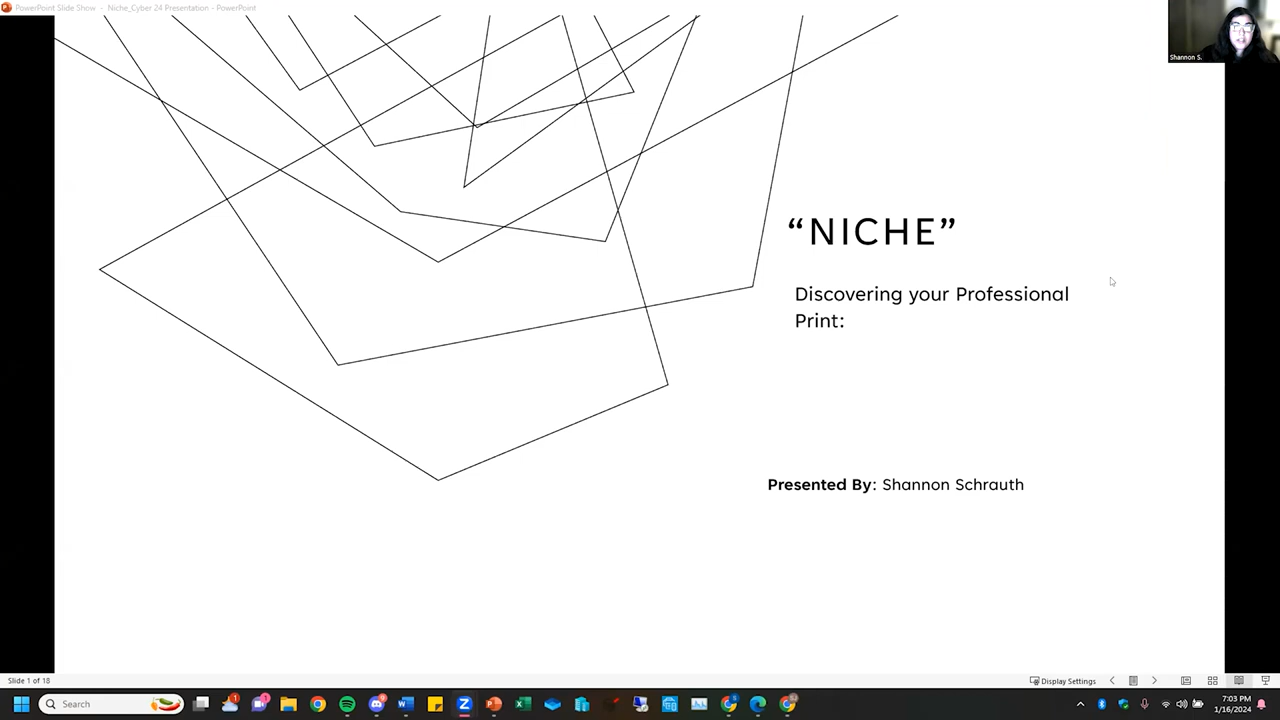 PowerPoint Slide Show - Niche_Cyber 24 Presentation - PowerPoint
Shannon S.
“NICHE”
Discovering your Professional
Print:
Presented By: Shannon Schrauth
Slide 1 of 18
Display Settings
Search
7:03 PM
1/16/2024